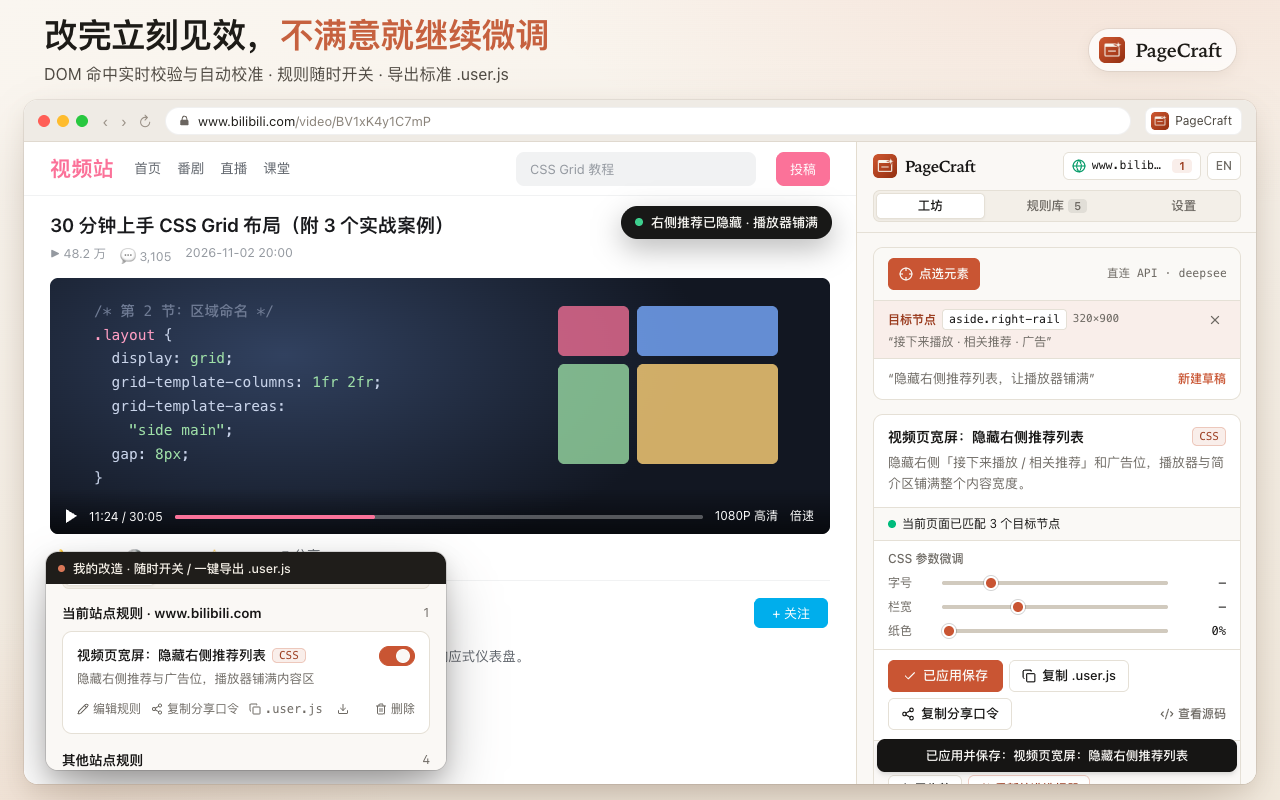 改完立刻见效，不满意就继续微调
DOM 命中实时校验与自动校准 · 规则随时开关 · 导出标准 .user.js
PageCraft
www.bilibili.com/video/BV1xK4y1C7mP
PageCraft
视频站 首页 番剧 直播 课堂
CSS Grid 教程
投稿
30 分钟上手 CSS Grid 布局（附 3 个实战案例）
48.2 万 3,105 2026-11-02 20:00
右侧推荐已隐藏 · 播放器铺满
/* 第 2 节：区域命名 */
.layout {
display: grid;
grid-template-columns: 1fr 2fr;
grid-template-areas:
"side main";
gap: 8px;
}
11:24 / 30:05
1080P 高清 倍速
+ 关注
应式仪表盘。
我的改造 · 随时开关 / 一键导出 .user.js
当前站点规则 · www.bilibili.com 1
视频页宽屏：隐藏右侧推荐列表 CSS
隐藏右侧推荐与广告位，播放器铺满内容区
编辑规则 复制分享口令 .user.js 删除
其他站点规则 4
PageCraft
www.bilib… 1
EN
工坊 规则库 5 设置
点选元素
直连 API · deepsee
目标节点 aside.right-rail 320×900
“接下来播放 · 相关推荐 · 广告”
“隐藏右侧推荐列表，让播放器铺满” 新建草稿
视频页宽屏：隐藏右侧推荐列表 CSS
隐藏右侧「接下来播放 / 相关推荐」和广告位，播放器与简
介区铺满整个内容宽度。
当前页面已匹配 3 个目标节点
CSS 参数微调
字号 —
栏宽 —
纸色 0%
已应用保存 复制 .user.js
复制分享口令 查看源码
已应用并保存：视频页宽屏：隐藏右侧推荐列表